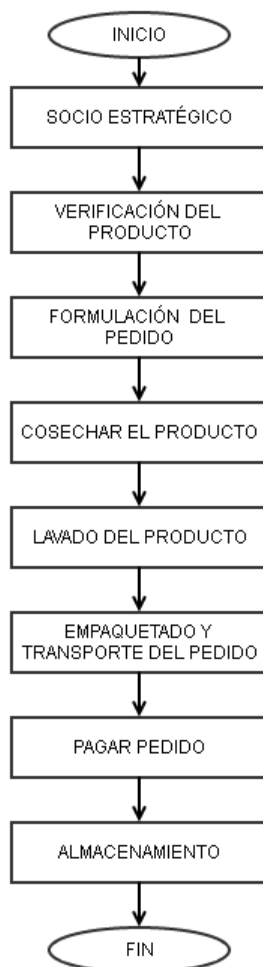 INICIO
SOCIO ESTRATÉGICO
VERIFICACIÓN DEL
PRODUCTO
FORMULACIÓN DEL
PEDIDO
COSECHAR EL PRODUCTO
LAVADO DEL PRODUCTO
EMPAQUETADO Y
TRANSPORTE DEL PEDIDO
PAGAR PEDIDO
ALMACENAMIENTO
FIN